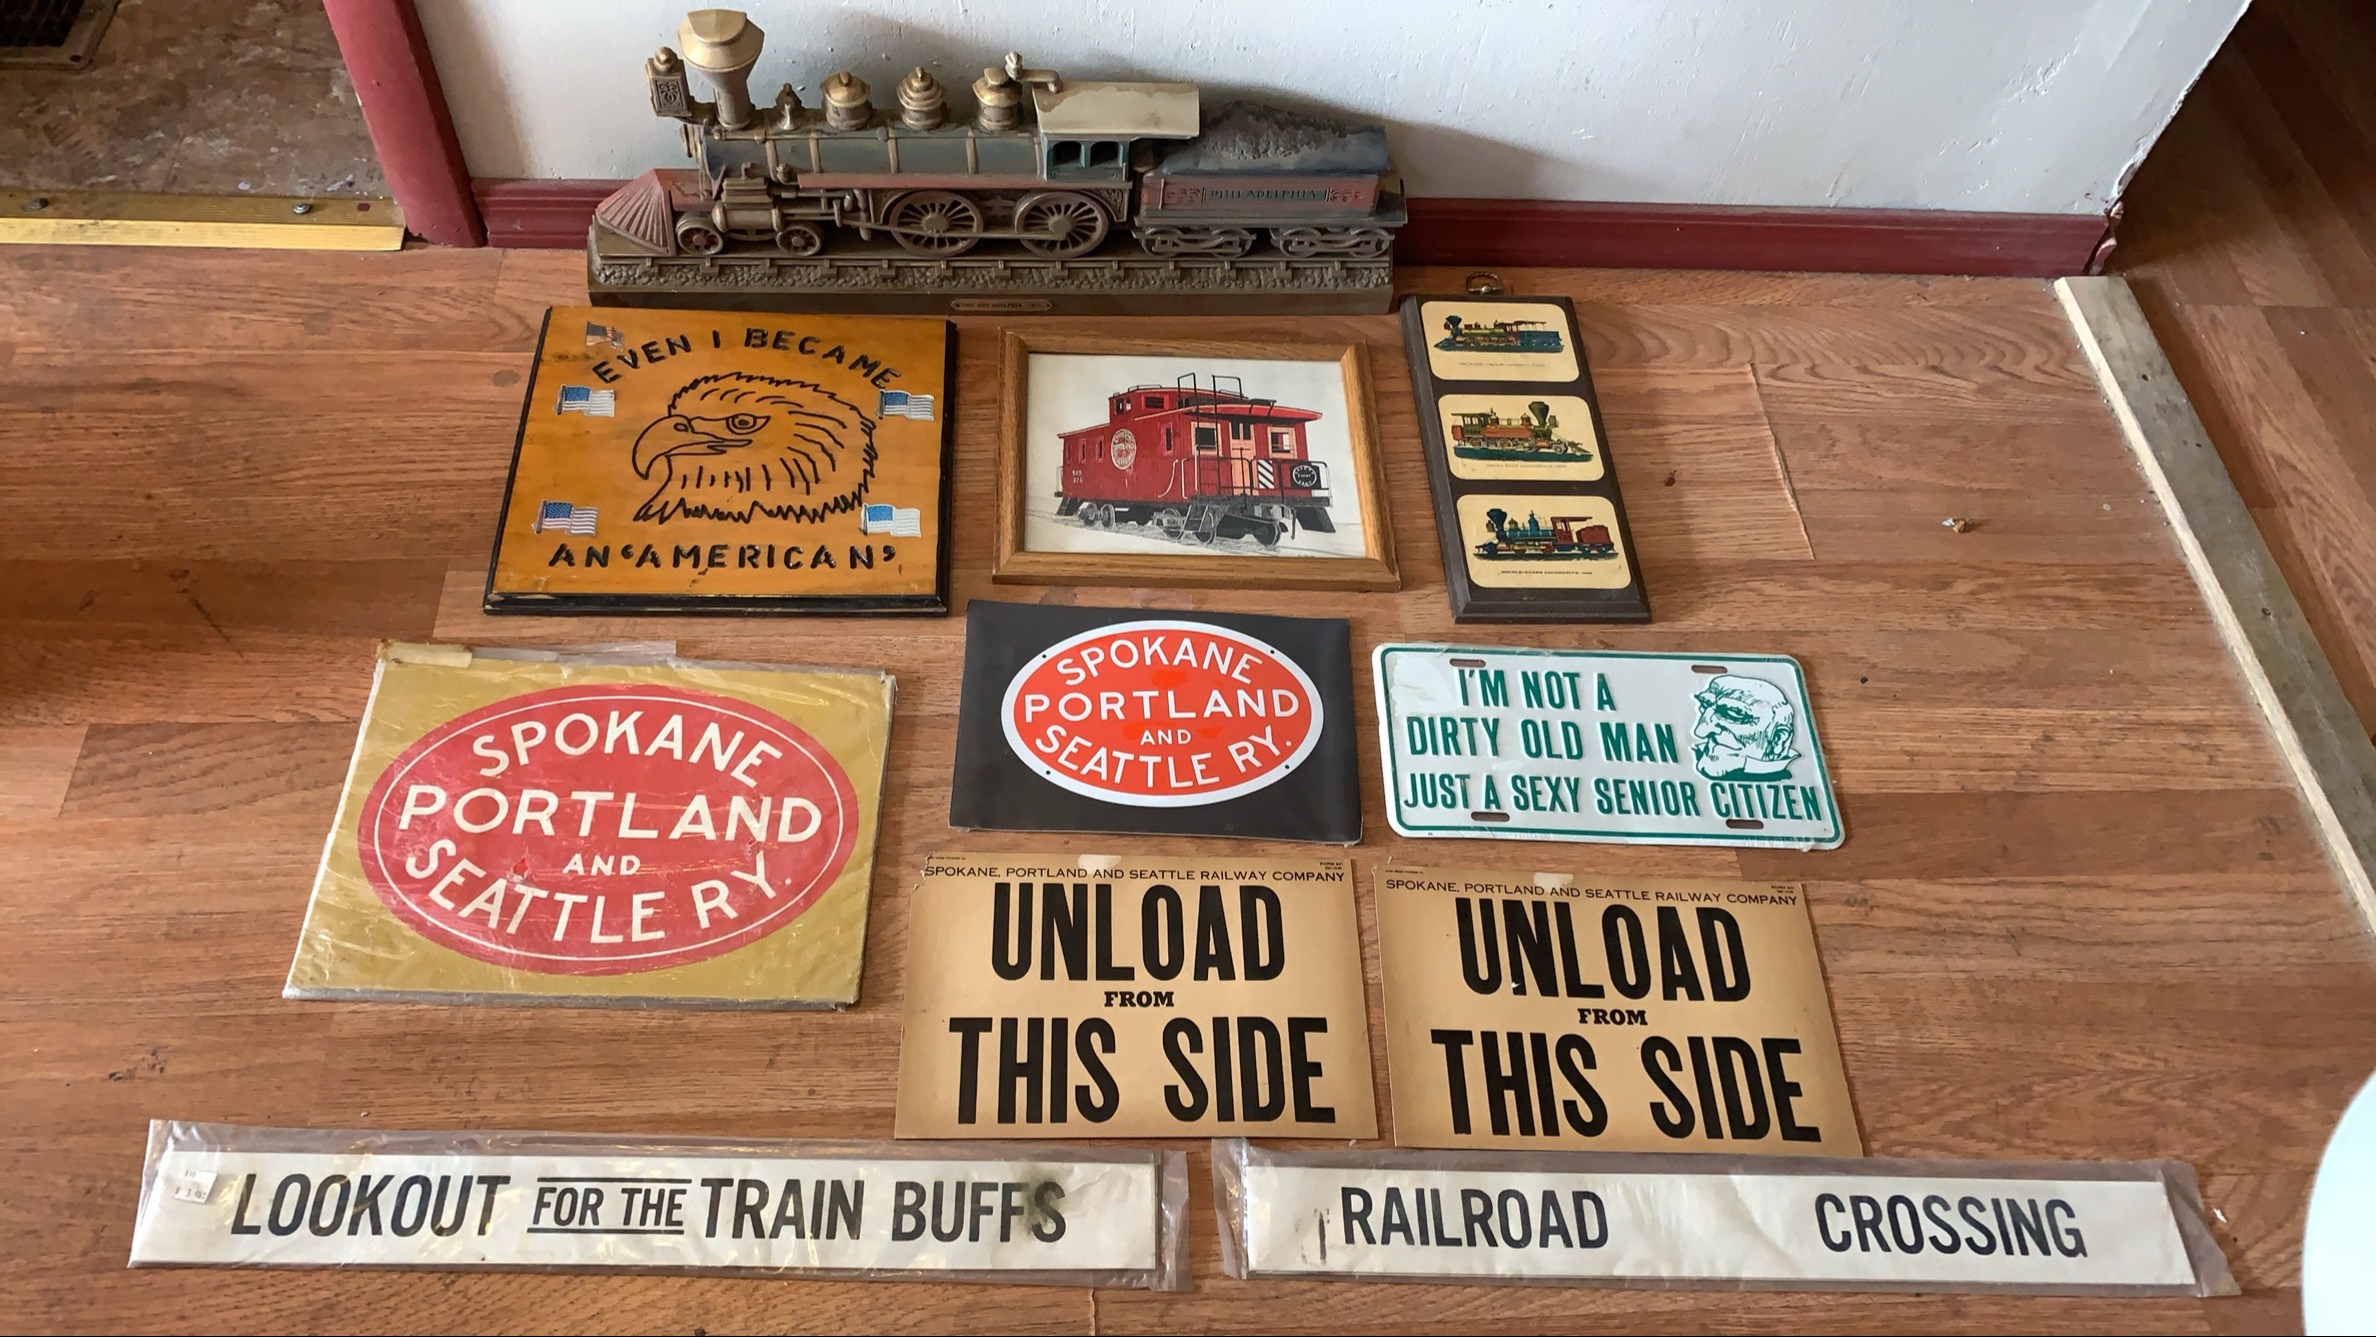 PHILADELPHIA
EVEN I BECAME
AN 'AMERICAN'
SPOKANE
PORTLAND
AND
SEATTLE RY.
SPOKANE
PORTLAND
AND
SEATTLE RY.
I'M NOT A
DIRTY OLD MAN
JUST A SEXY SENIOR CITIZEN
SPOKANE, PORTLAND AND SEATTLE RAILWAY COMPANY
UNLOAD
FROM
THIS SIDE
SPOKANE, PORTLAND AND SEATTLE RAILWAY COMPANY
UNLOAD
FROM
THIS SIDE
LOOKOUT FOR THE TRAIN BUFFS
RAILROAD CROSSING